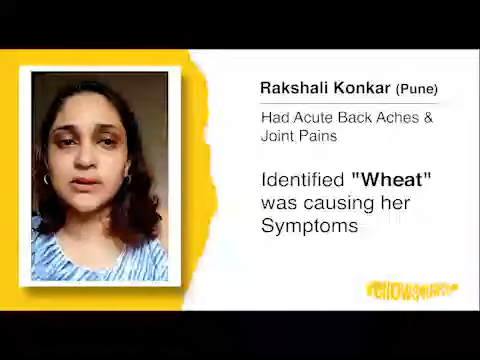 Rakshali Konkar (Pune)
Had Acute Back Aches &
Joint Pains
Identified "Wheat"
was causing her
Symptoms